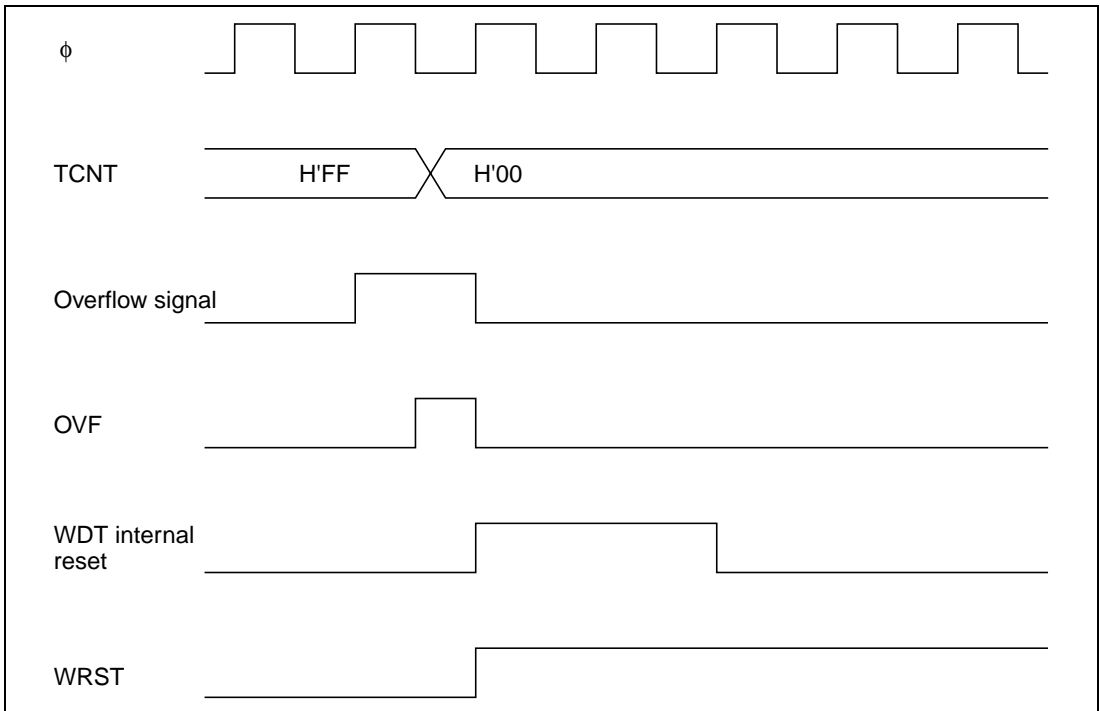 ϕ
TCNT H'FF H'00
Overflow signal
OVF
WDT internal
reset
WRST